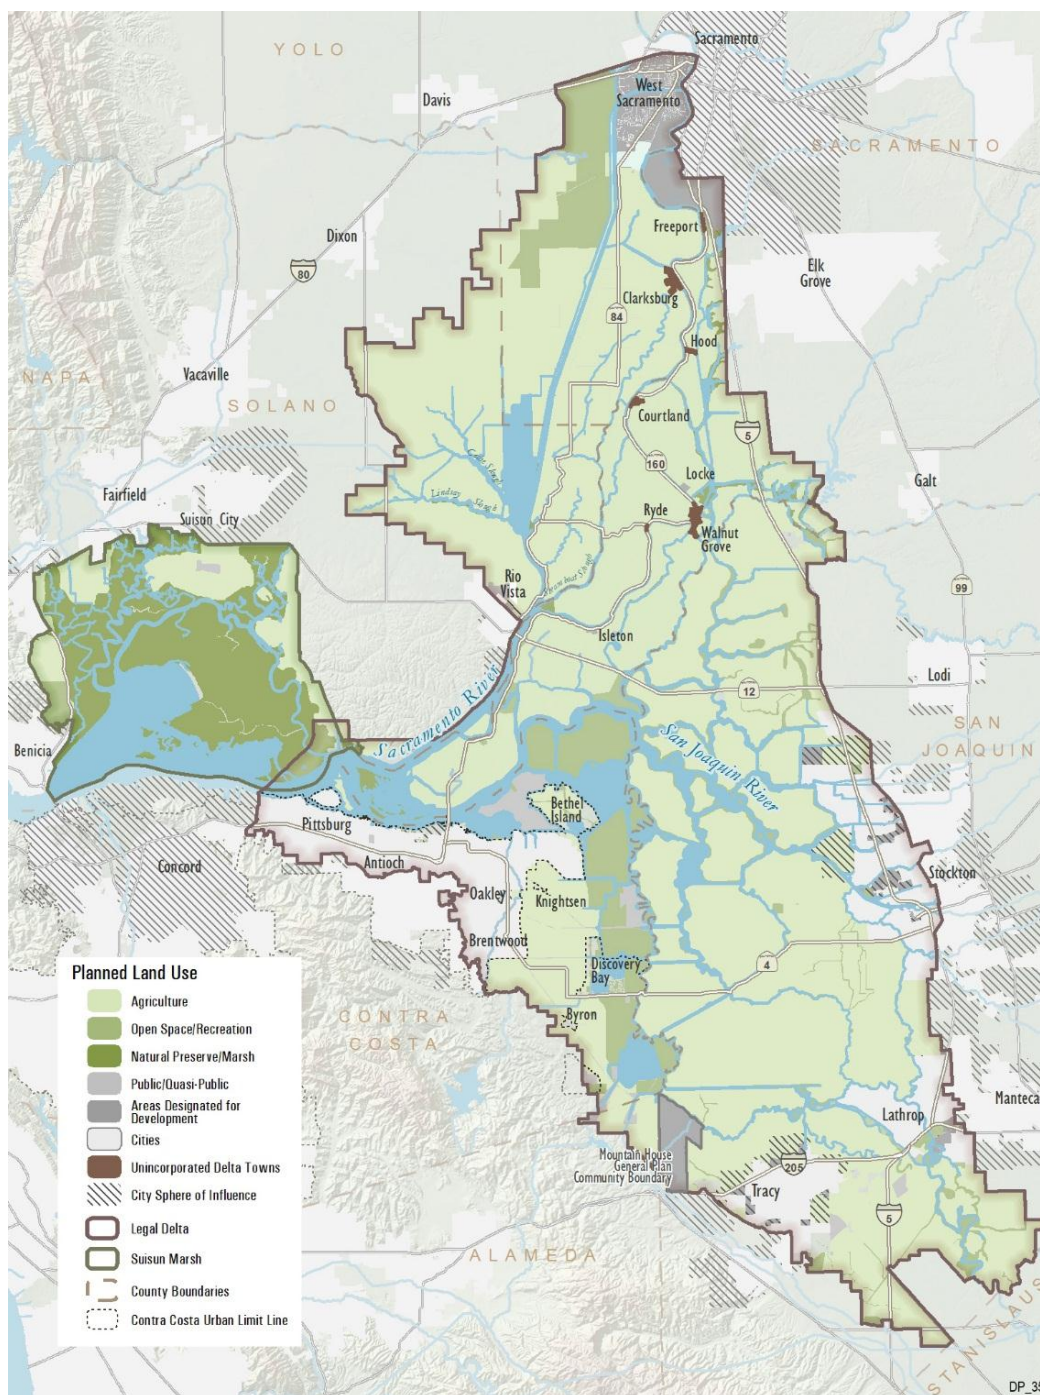 YOLO
Sacramento
Davis
West
Sacramento
SACRAMENTO
Dixon
80
Freeport
Elk
Grove
Clarksburg
84
Hood
NAPA
Vacaville
SOLANO
Courtland
5
160
Cache Slough
Lindsey Slough
Locke
Galt
Fairfield
Suisun City
Ryde
Walnut
Grove
Steamboat Slough
Rio
Vista
99
Isleton
Lodi
12
Sacramento River
San Joaquin River
SAN
JOAQUIN
Benicia
Bethel
Island
Pittsburg
Antioch
Concord
Stockton
Oakley
Knightsen
Brentwood
Discovery
Bay
4
Byron
CONTRA
COSTA
Lathrop
Manteca
Mountain House
General Plan
Community Boundary
205
Tracy
5
ALAMEDA
STANISLAUS
Planned Land Use
Agriculture
Open Space/Recreation
Natural Preserve/Marsh
Public/Quasi-Public
Areas Designated for
Development
Cities
Unincorporated Delta Towns
City Sphere of Influence
Legal Delta
Suisun Marsh
County Boundaries
Contra Costa Urban Limit Line